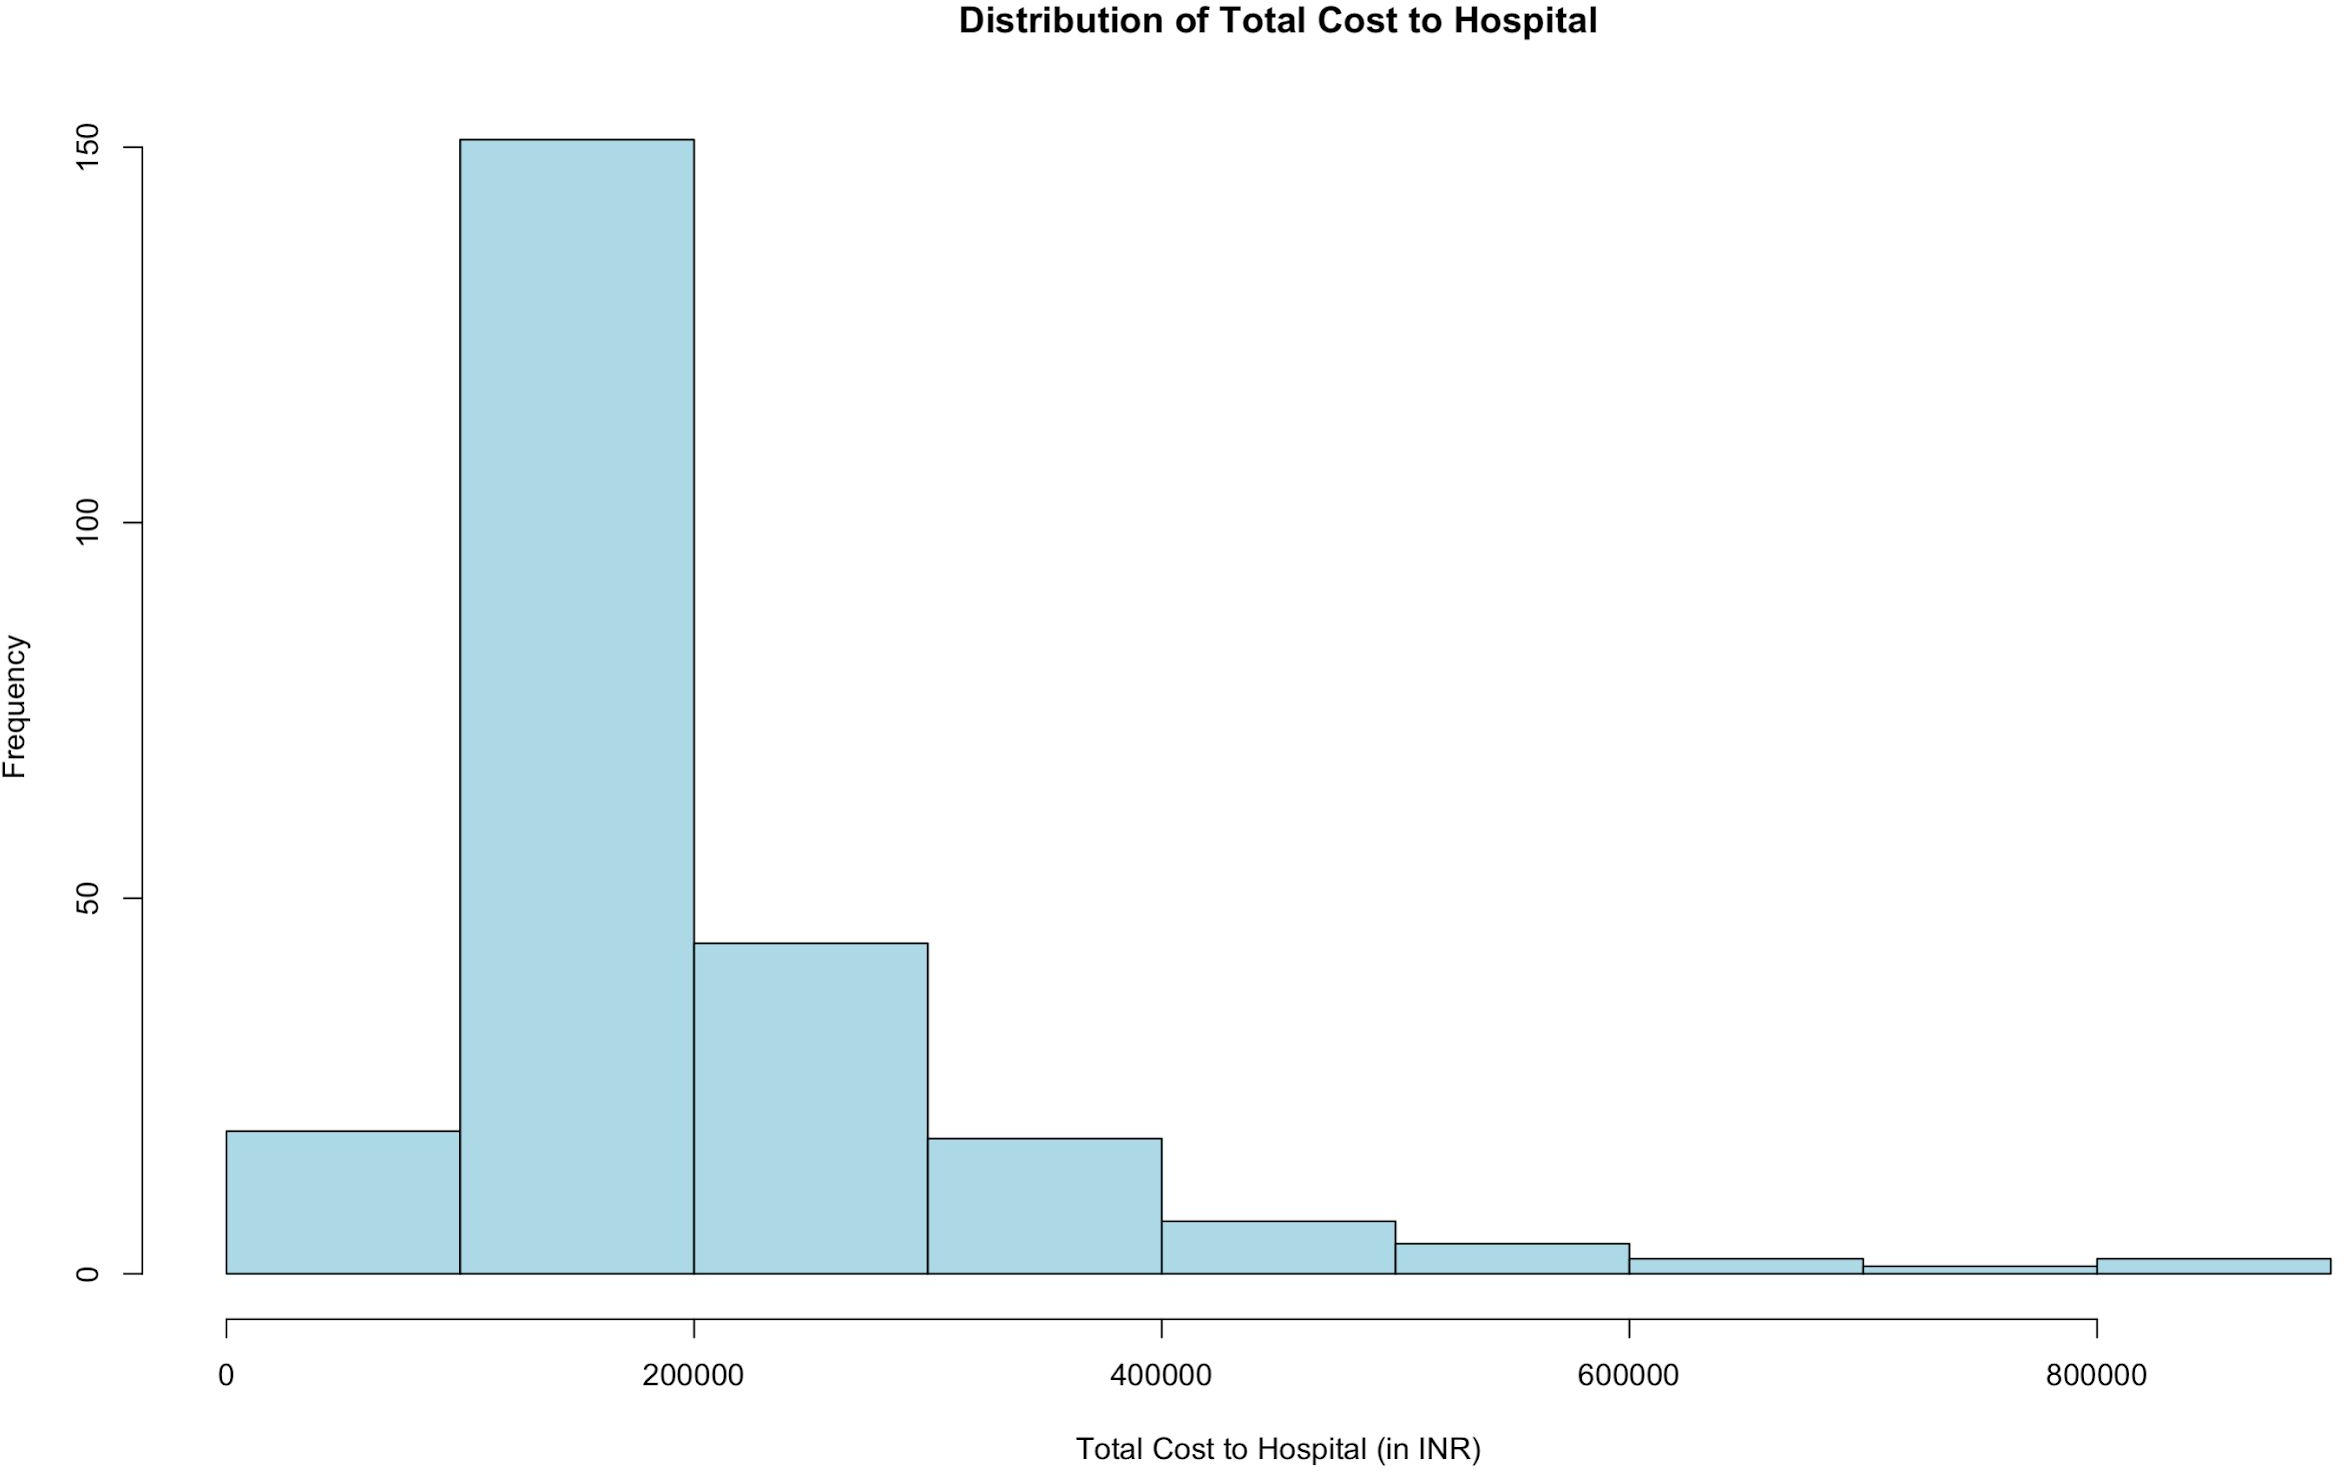 Distribution of Total Cost to Hospital
150
100
50
0
Frequency
0 200000 400000 600000 800000
Total Cost to Hospital (in INR)